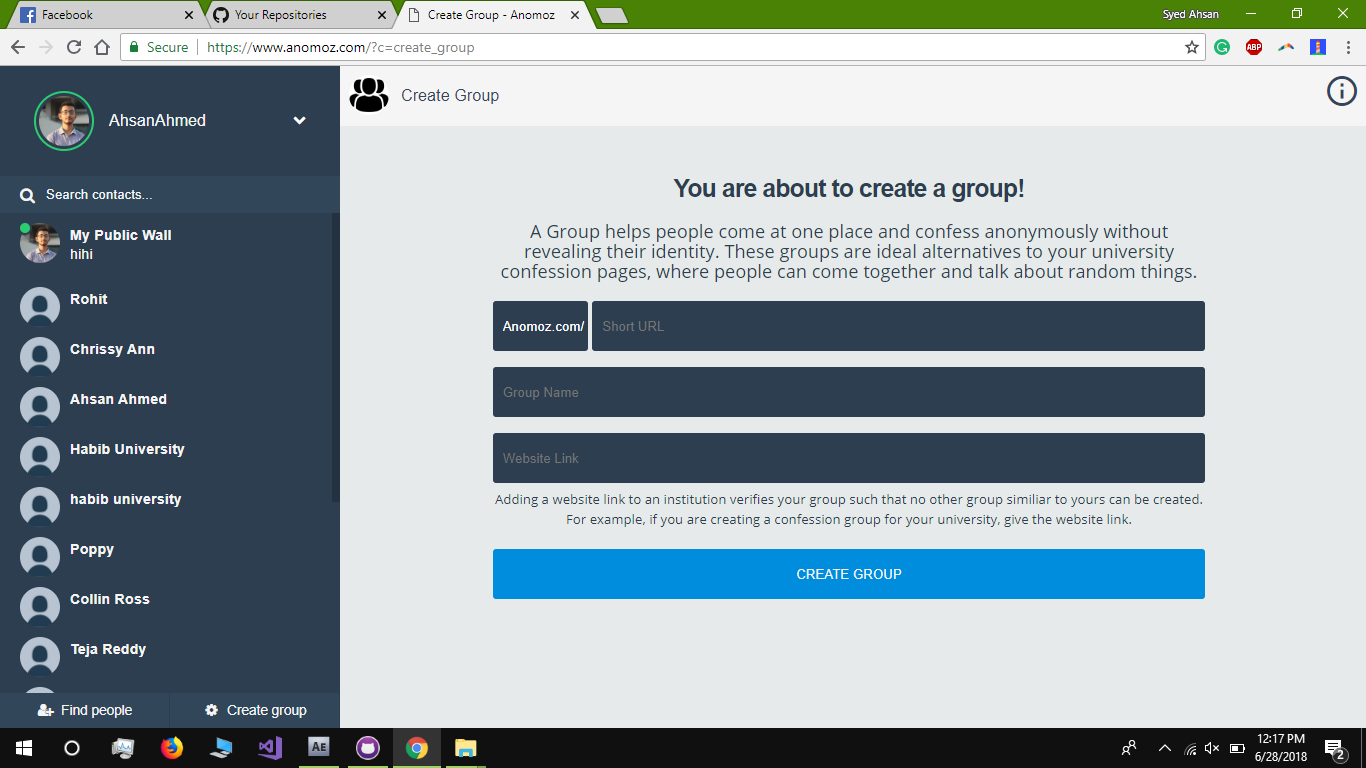 Facebook
Your Repositories
Create Group - Anomoz
Syed Ahsan
Secure
https://www.anomoz.com/?c=create_group
ABP
AhsanAhmed
Search contacts...
My Public Wall
hihi
Rohit
Chrissy Ann
Ahsan Ahmed
Habib University
habib university
Poppy
Collin Ross
Teja Reddy
Find people
Create group
Create Group
You are about to create a group!
A Group helps people come at one place and confess anonymously without
revealing their identity. These groups are ideal alternatives to your university
confession pages, where people can come together and talk about random things.
Anomoz.com/
Short URL
Group Name
Website Link
Adding a website link to an institution verifies your group such that no other group similiar to yours can be created.
For example, if you are creating a confession group for your university, give the website link.
CREATE GROUP
AE
12:17 PM
6/28/2018
2